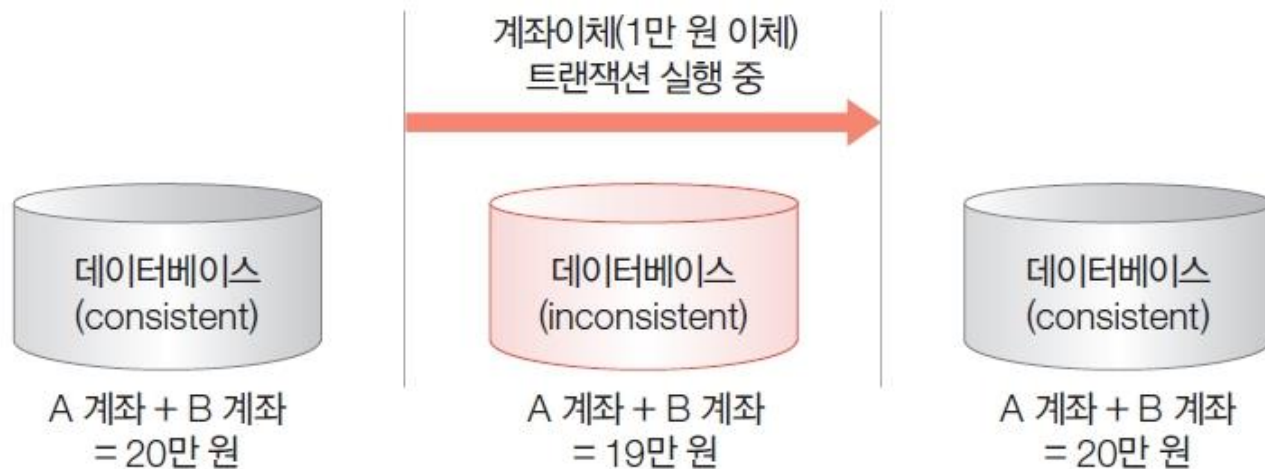 계좌이체(1만 원 이체)
트랜잭션 실행 중
데이터베이스
(consistent)
A 계좌 + B 계좌
= 20만 원
데이터베이스
(inconsistent)
A 계좌 + B 계좌
= 19만 원
데이터베이스
(consistent)
A 계좌 + B 계좌
= 20만 원